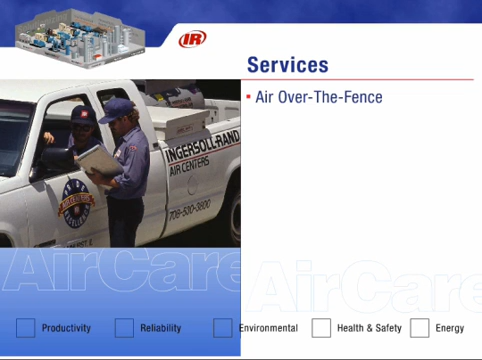 IR
Services
Air Over-The-Fence
INGERSOLL-RAND
AIR CENTERS
AirCare
AirCare
Productivity
Reliability
Environmental
Health & Safety
Energy